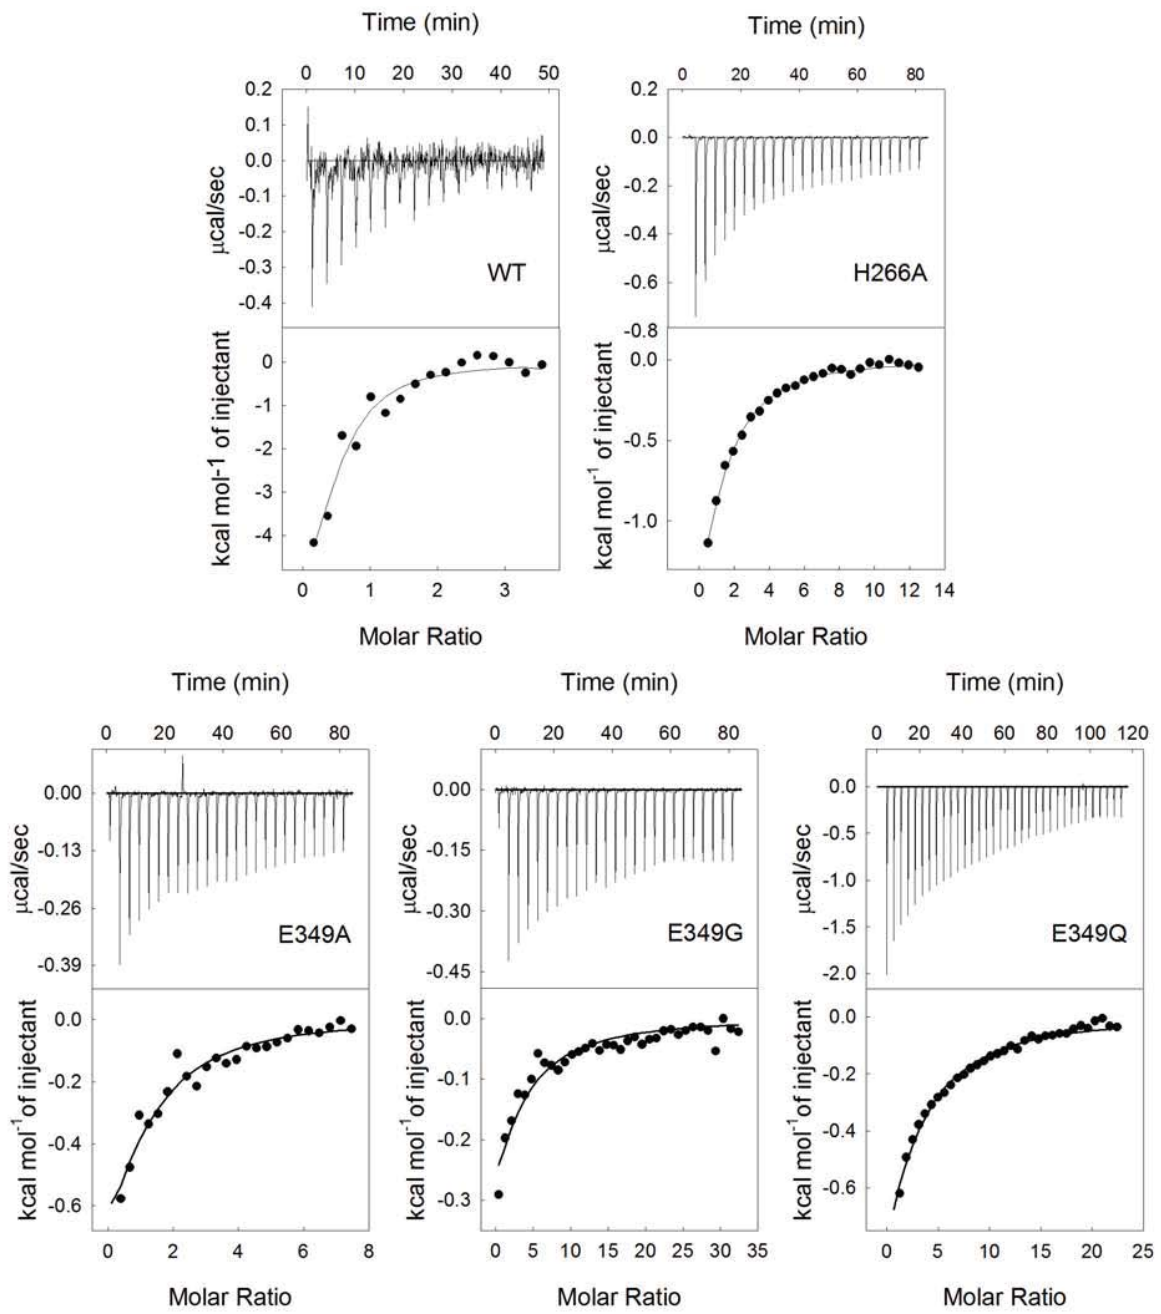 Time (min)
0 10 20 30 40 50
0.2
0.1
0.0
-0.1
-0.2
-0.3
-0.4
μcal/sec
WT
0
-1
-2
-3
-4
kcal mol-1 of injectant
0 1 2 3
Molar Ratio
Time (min)
0 20 40 60 80
0.2
0.0
-0.2
-0.4
-0.6
-0.8
μcal/sec
H266A
0.0
-0.5
-1.0
kcal mol-1 of injectant
0 2 4 6 8 10 12 14
Molar Ratio
Time (min)
0 20 40 60 80
0.00
-0.13
-0.26
-0.39
μcal/sec
E349A
0.0
-0.2
-0.4
-0.6
kcal mol-1 of injectant
0 2 4 6 8
Molar Ratio
Time (min)
0 20 40 60 80
0.00
-0.15
-0.30
-0.45
μcal/sec
E349G
0.0
-0.1
-0.2
-0.3
kcal mol-1 of injectant
0 5 10 15 20 25 30 35
Molar Ratio
Time (min)
0 20 40 60 80 100 120
0.0
-0.5
-1.0
-1.5
-2.0
μcal/sec
E349Q
0.0
-0.2
-0.4
-0.6
kcal mol-1 of injectant
0 5 10 15 20 25
Molar Ratio